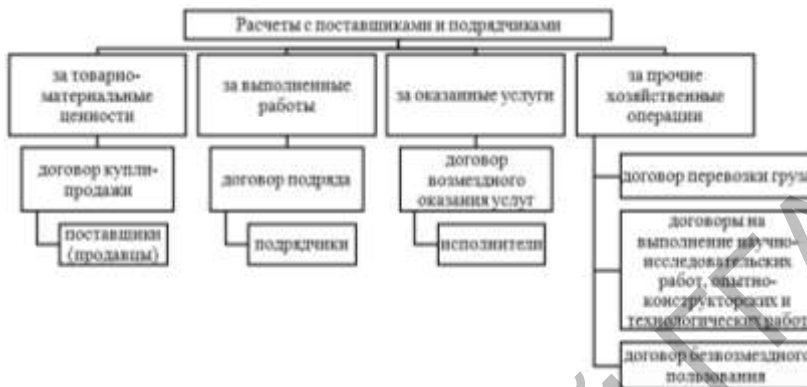 Расчеты с поставщиками и подрядчиками
за товарно-
материальные
ценности
за выполненные
работы
за оказанные услуги
за прочие
хозяйственные
операции
договор купли-
продажи
договор подряда
договор
возмездного
оказания услуг
договор перевозки груза
поставщики
(продавцы)
подрядчики
исполнители
договоры на
выполнение научно-
исследовательских
работ, опытно-
конструкторских и
технологических работ
договор безвозмездного
пользования